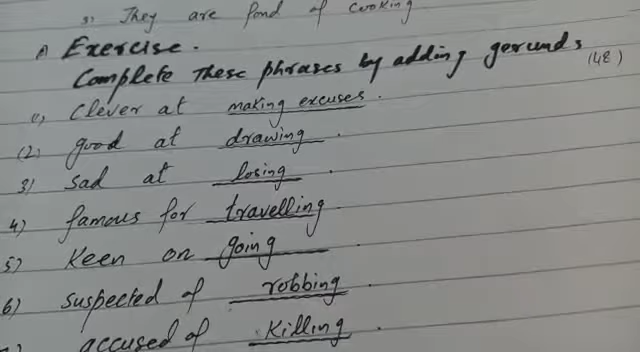 3) They are fond of cooking
A Exercise.
Complete These phrases by adding gerunds
(48)
1) Clever at making excuses.
(2) good at drawing.
3) sad at losing.
4) famous for travelling
5) Keen on going.
6) suspected of robbing
accused of Killing.